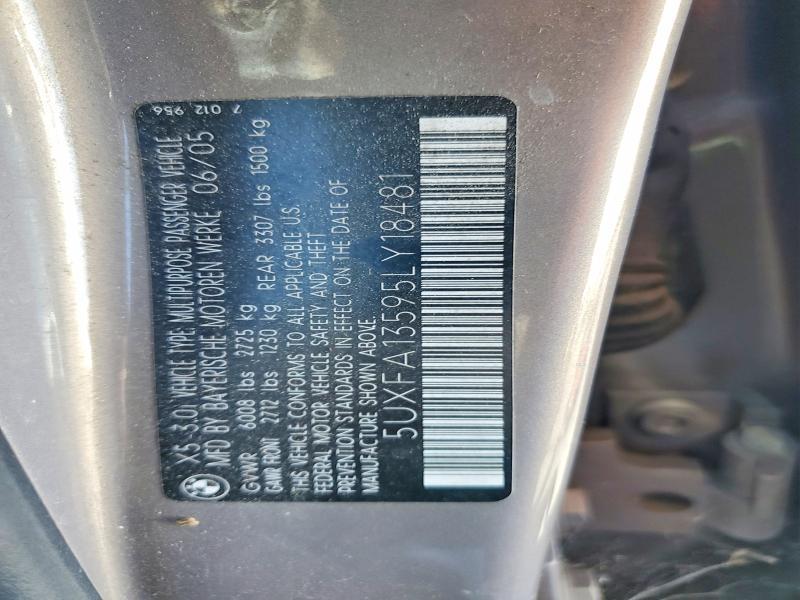 7 012 956
X5 3.0i VEHICLE TYPE: MULTIPURPOSE PASSENGER VEHICLE
MFD BY BAYERISCHE MOTOREN WERKE 06/05
GVWR 6008 lbs 2725 kg
GAWR FRONT 2712 lbs 1230 kg REAR 3307 lbs 1500 kg
THIS VEHICLE CONFORMS TO ALL APPLICABLE U.S.
FEDERAL MOTOR VEHICLE SAFETY AND THEFT
PREVENTION STANDARDS IN EFFECT ON THE DATE OF
MANUFACTURE SHOWN ABOVE.
5UXFA13595LY18481